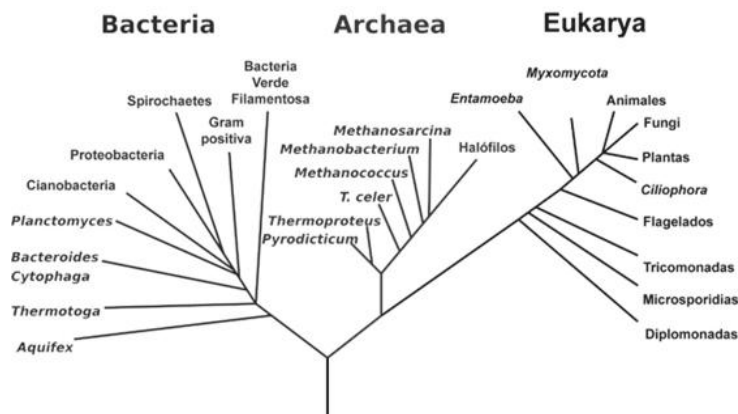 Bacteria
Archaea
Eukarya
Bacteria
Verde
Filamentosa
Spirochaetes
Gram
positiva
Proteobacteria
Cianobacteria
Planctomyces
Bacteroides
Cytophaga
Thermotoga
Aquifex
Methanosarcina
Methanobacterium
Halófilos
Methanococus
T. celer
Thermoproteus
Pyrodicticum
Myxomycota
Entamoeba
Animales
Fungi
Plantas
Ciliophora
Flagelados
Tricomonadas
Microsporidias
Diplomonadas